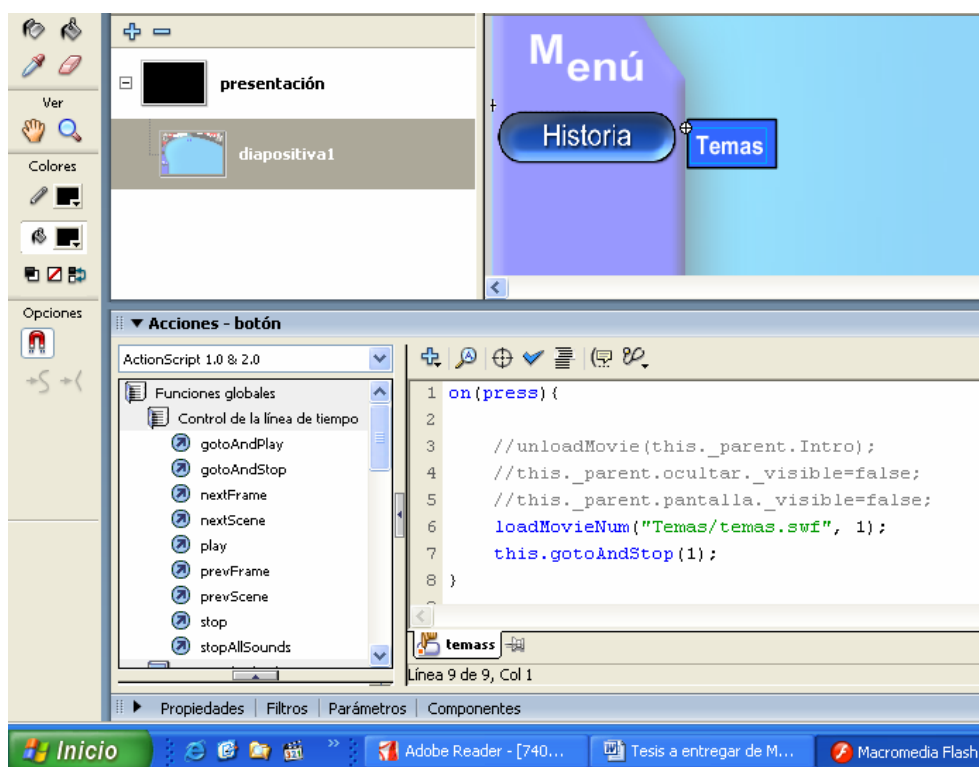 presentación
diapositiva1
Menú
Historia
Temas
Ver
Colores
Opciones
Acciones - botón
ActionScript 1.0 & 2.0
Funciones globales
Control de la línea de tiempo
gotoAndPlay
gotoAndStop
nextFrame
nextScene
play
prevFrame
prevScene
stop
stopAllSounds
1 on(press){
2
3 //unloadMovie(this._parent.Intro);
4 //this._parent.ocultar._visible=false;
5 //this._parent.pantalla._visible=false;
6 loadMovieNum("Temas/temas.swf", 1);
7 this.gotoAndStop(1);
8 }
temass
Línea 9 de 9, Col 1
Propiedades | Filtros | Parámetros | Componentes
Inicio
Adobe Reader - [740...
Tesis a entregar de M...
Macromedia Flash